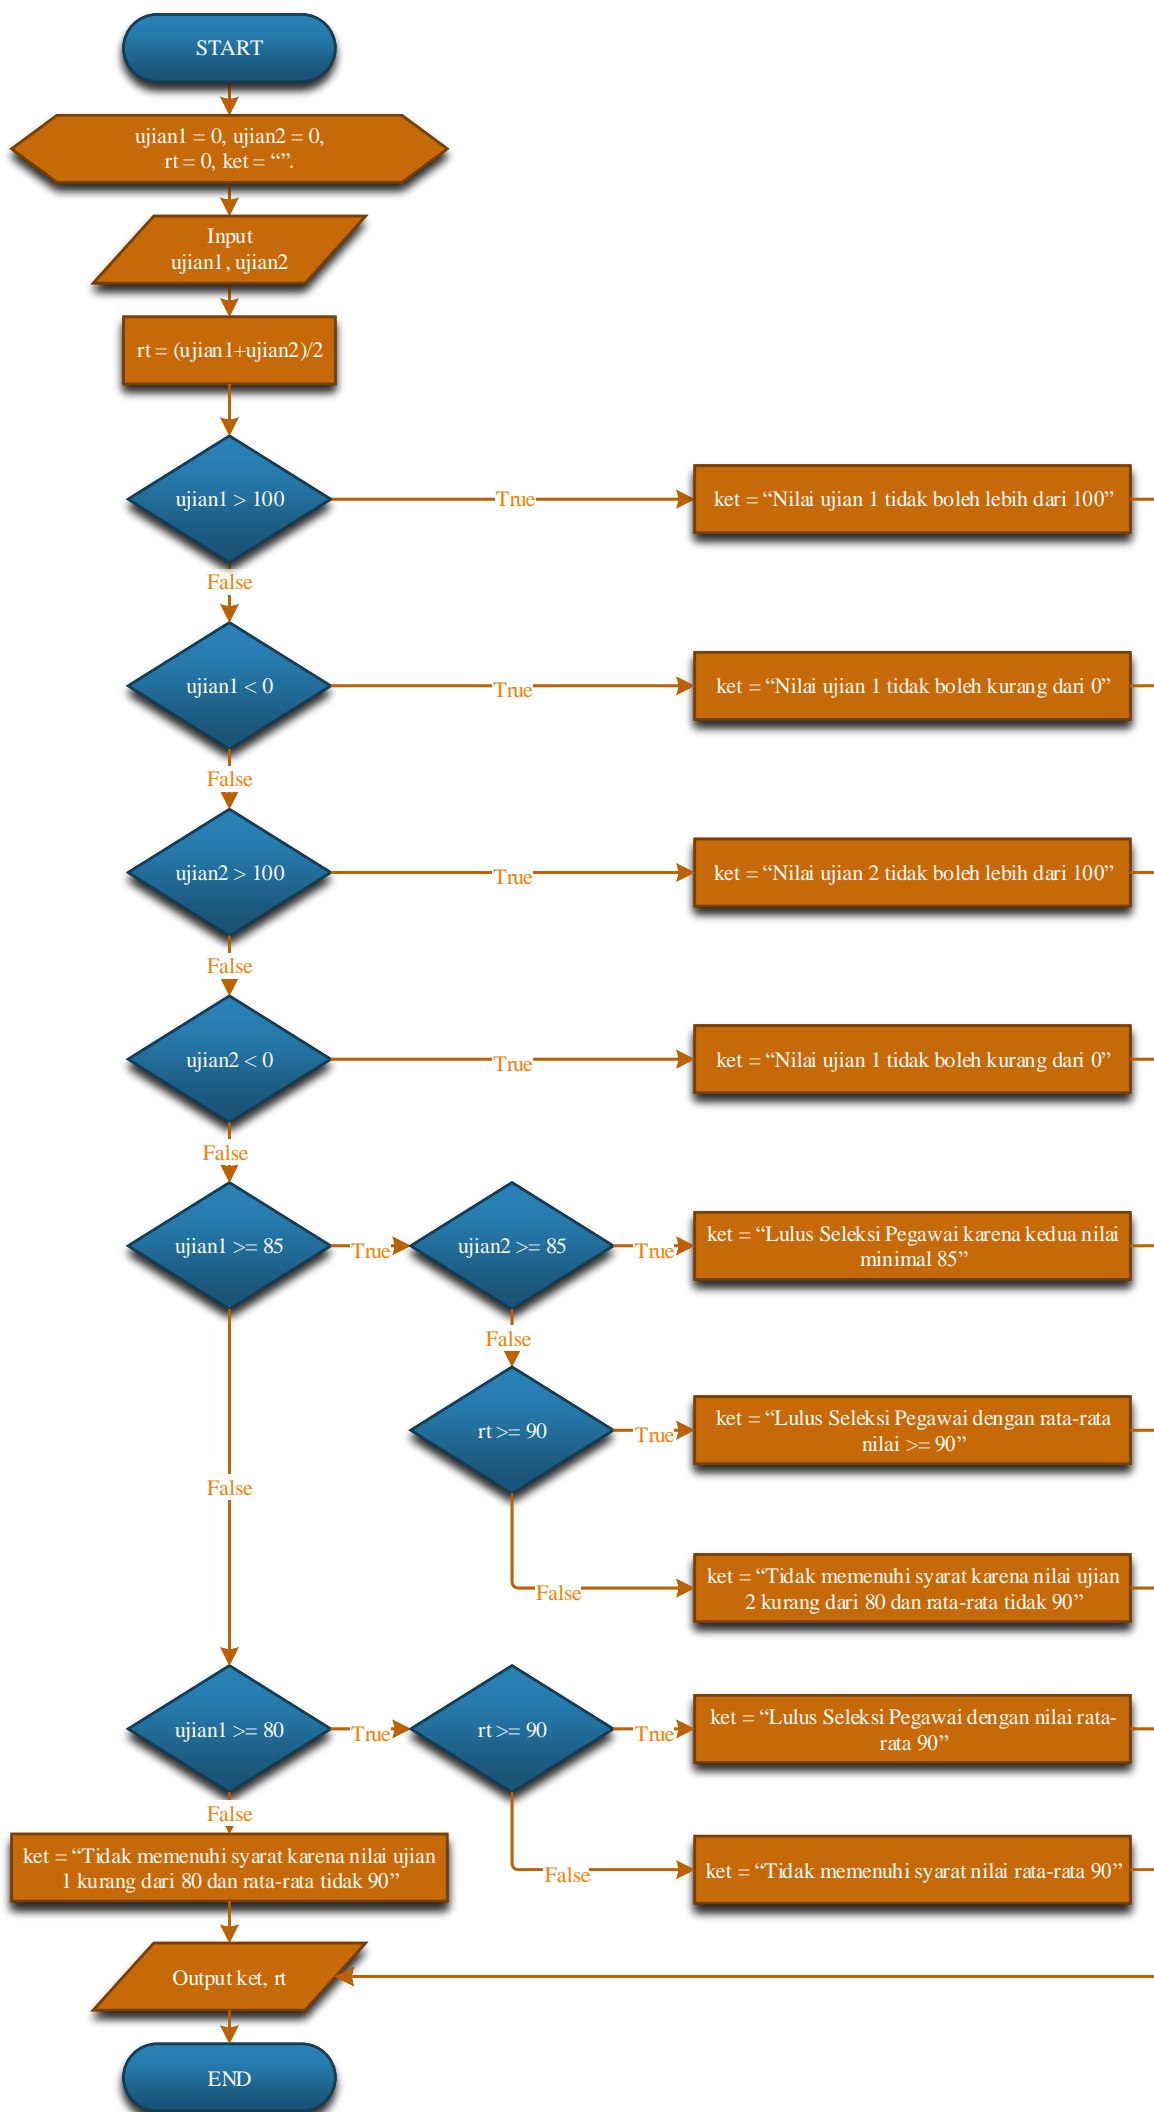 START
ujian1 = 0, ujian2 = 0,
rt = 0, ket = “”.
Input
ujian1, ujian2
rt = (ujian1+ujian2)/2
ujian1 > 100
True
ket = “Nilai ujian 1 tidak boleh lebih dari 100”
False
ujian1 < 0
True
ket = “Nilai ujian 1 tidak boleh kurang dari 0”
False
ujian2 > 100
True
ket = “Nilai ujian 2 tidak boleh lebih dari 100”
False
ujian2 < 0
True
ket = “Nilai ujian 1 tidak boleh kurang dari 0”
False
ujian1 >= 85
True
ujian2 >= 85
True
ket = “Lulus Seleksi Pegawai karena kedua nilai
minimal 85”
False
rt >= 90
True
ket = “Lulus Seleksi Pegawai dengan rata-rata
nilai >= 90”
False
False
ket = “Tidak memenuhi syarat karena nilai ujian
2 kurang dari 80 dan rata-rata tidak 90”
ujian1 >= 80
True
rt >= 90
True
ket = “Lulus Seleksi Pegawai dengan nilai rata-
rata 90”
False
ket = “Tidak memenuhi syarat karena nilai ujian
1 kurang dari 80 dan rata-rata tidak 90”
False
ket = “Tidak memenuhi syarat nilai rata-rata 90”
Output ket, rt
END